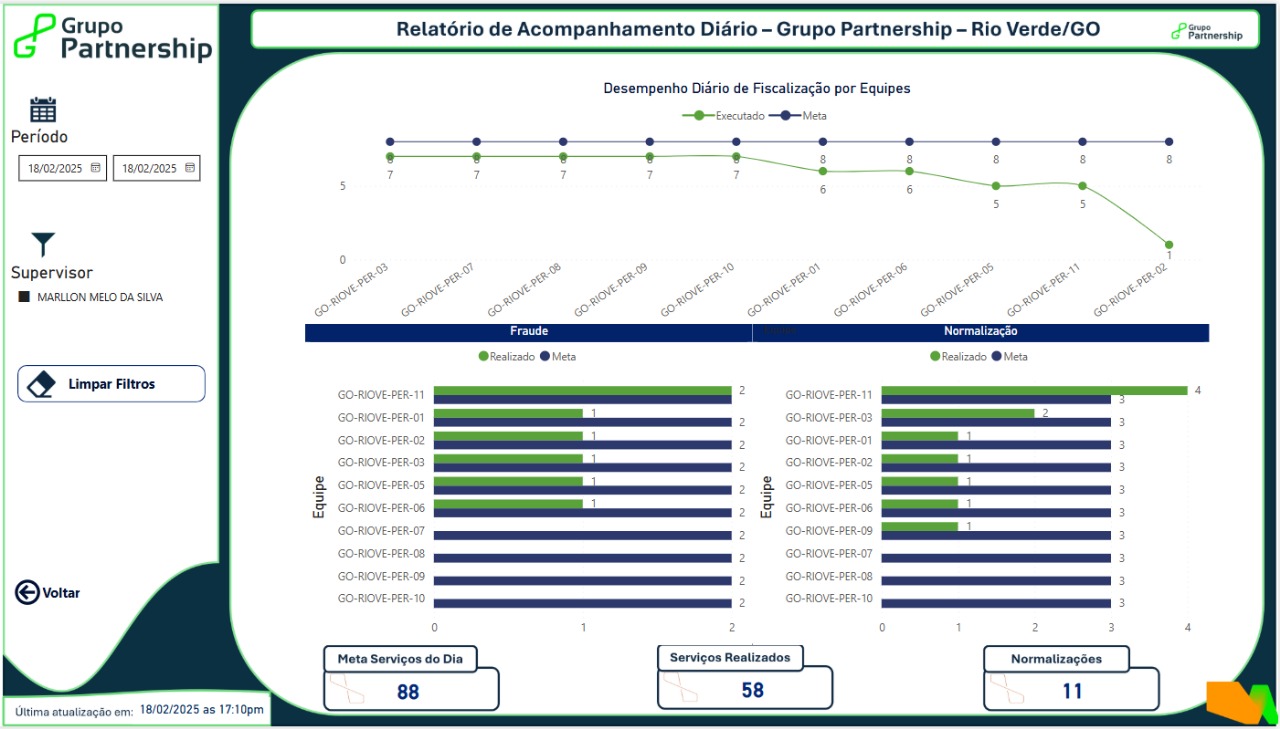 Grupo
Partnership
Relatório de Acompanhamento Diário – Grupo Partnership – Rio Verde/GO
Grupo
Partnership
Período
18/02/2025 18/02/2025
Supervisor
MARLLON MELO DA SILVA
Limpar Filtros
Voltar
Última atualização em: 18/02/2025 as 17:10pm
Desempenho Diário de Fiscalização por Equipes
Executado Meta
8 8 8 8 8 8 8 8 8 8
7 7 7 7 7 6 6 5 5 1
5
0
GO-RIOVE-PER-03 GO-RIOVE-PER-07 GO-RIOVE-PER-08 GO-RIOVE-PER-09 GO-RIOVE-PER-10 GO-RIOVE-PER-01 GO-RIOVE-PER-06 GO-RIOVE-PER-05 GO-RIOVE-PER-11 GO-RIOVE-PER-02
Fraude
Realizado Meta
Equipe
GO-RIOVE-PER-11 2 2
GO-RIOVE-PER-01 1 2
GO-RIOVE-PER-02 1 2
GO-RIOVE-PER-03 1 2
GO-RIOVE-PER-05 1 2
GO-RIOVE-PER-06 1 2
GO-RIOVE-PER-07 2
GO-RIOVE-PER-08 2
GO-RIOVE-PER-09 2
GO-RIOVE-PER-10 2
0 1 2
Normalização
Realizado Meta
Equipe
GO-RIOVE-PER-11 4 3
GO-RIOVE-PER-03 2 3
GO-RIOVE-PER-01 1 3
GO-RIOVE-PER-02 1 3
GO-RIOVE-PER-05 1 3
GO-RIOVE-PER-06 1 3
GO-RIOVE-PER-09 1 3
GO-RIOVE-PER-07 3
GO-RIOVE-PER-08 3
GO-RIOVE-PER-10 3
0 1 2 3 4
Meta Serviços do Dia
88
Serviços Realizados
58
Normalizações
11